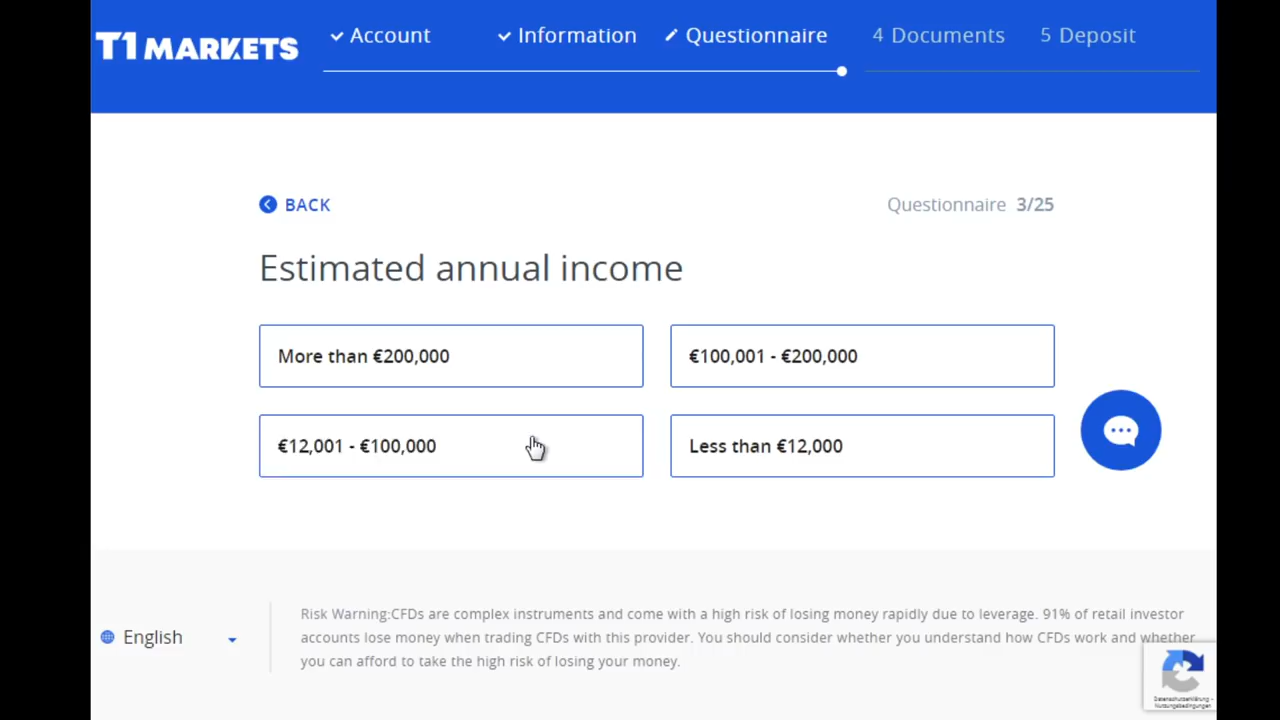 T1 MARKETS
Account
Information
Questionnaire
4 Documents
5 Deposit
BACK
Questionnaire 3/25
Estimated annual income
More than €200,000
€100,001 - €200,000
€12,001 - €100,000
Less than €12,000
English
Risk Warning:CFDs are complex instruments and come with a high risk of losing money rapidly due to leverage. 91% of retail investor
accounts lose money when trading CFDs with this provider. You should consider whether you understand how CFDs work and whether
you can afford to take the high risk of losing your money.
Datenschutzerklärung -
Nutzungsbedingungen